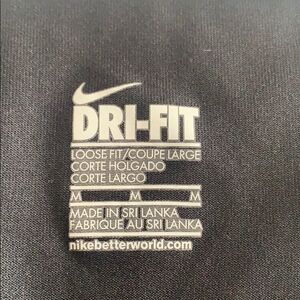 DRI-FIT
LOOSE FIT/COUPE LARGE
CORTE HOLGADO
CORTE LARGO
M M M
MADE IN SRI LANKA
FABRIQUÉ AU SRI LANKA
nikebetterworld.com